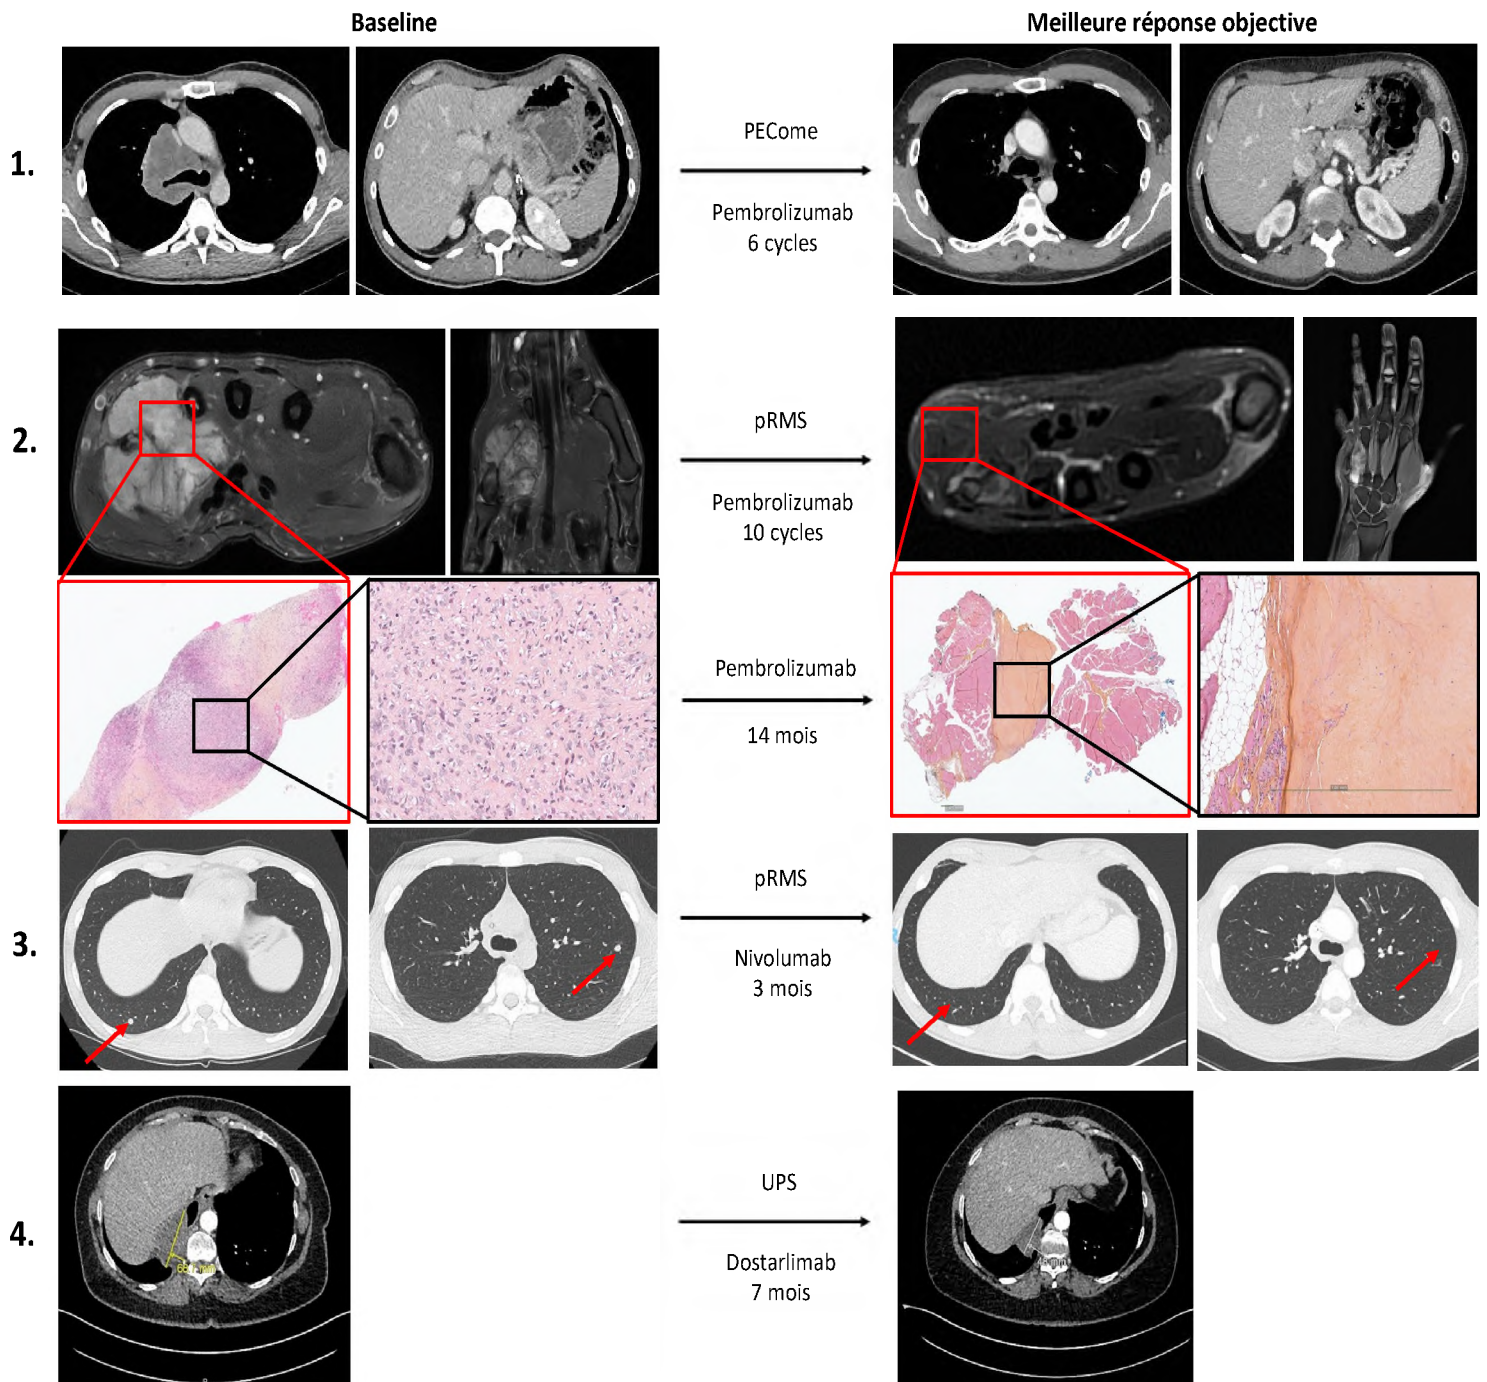 Baseline
Meilleure réponse objective
1.
PECome
Pembrolizumab
6 cycles
2.
pRMS
Pembrolizumab
10 cycles
Pembrolizumab
14 mois
3.
pRMS
Nivolumab
3 mois
4.
UPS
Dostarlimab
7 mois